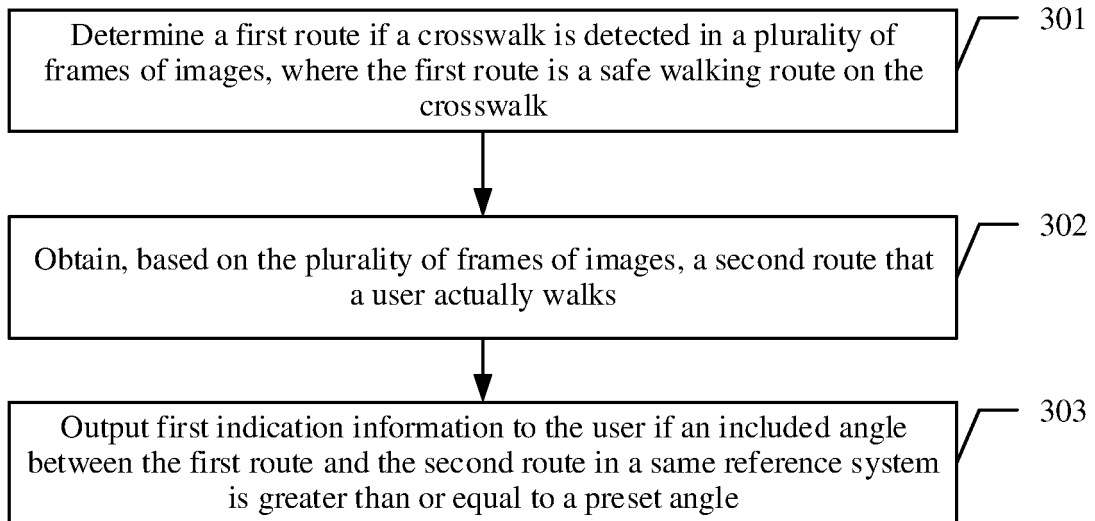 Determine a first route if a crosswalk is detected in a plurality of
frames of images, where the first route is a safe walking route on the
crosswalk
301
Obtain, based on the plurality of frames of images, a second route that
a user actually walks
302
Output first indication information to the user if an included angle
between the first route and the second route in a same reference system
is greater than or equal to a preset angle
303